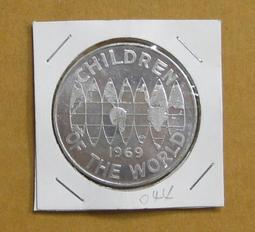 CHILDREN
OF THE WORLD
1969